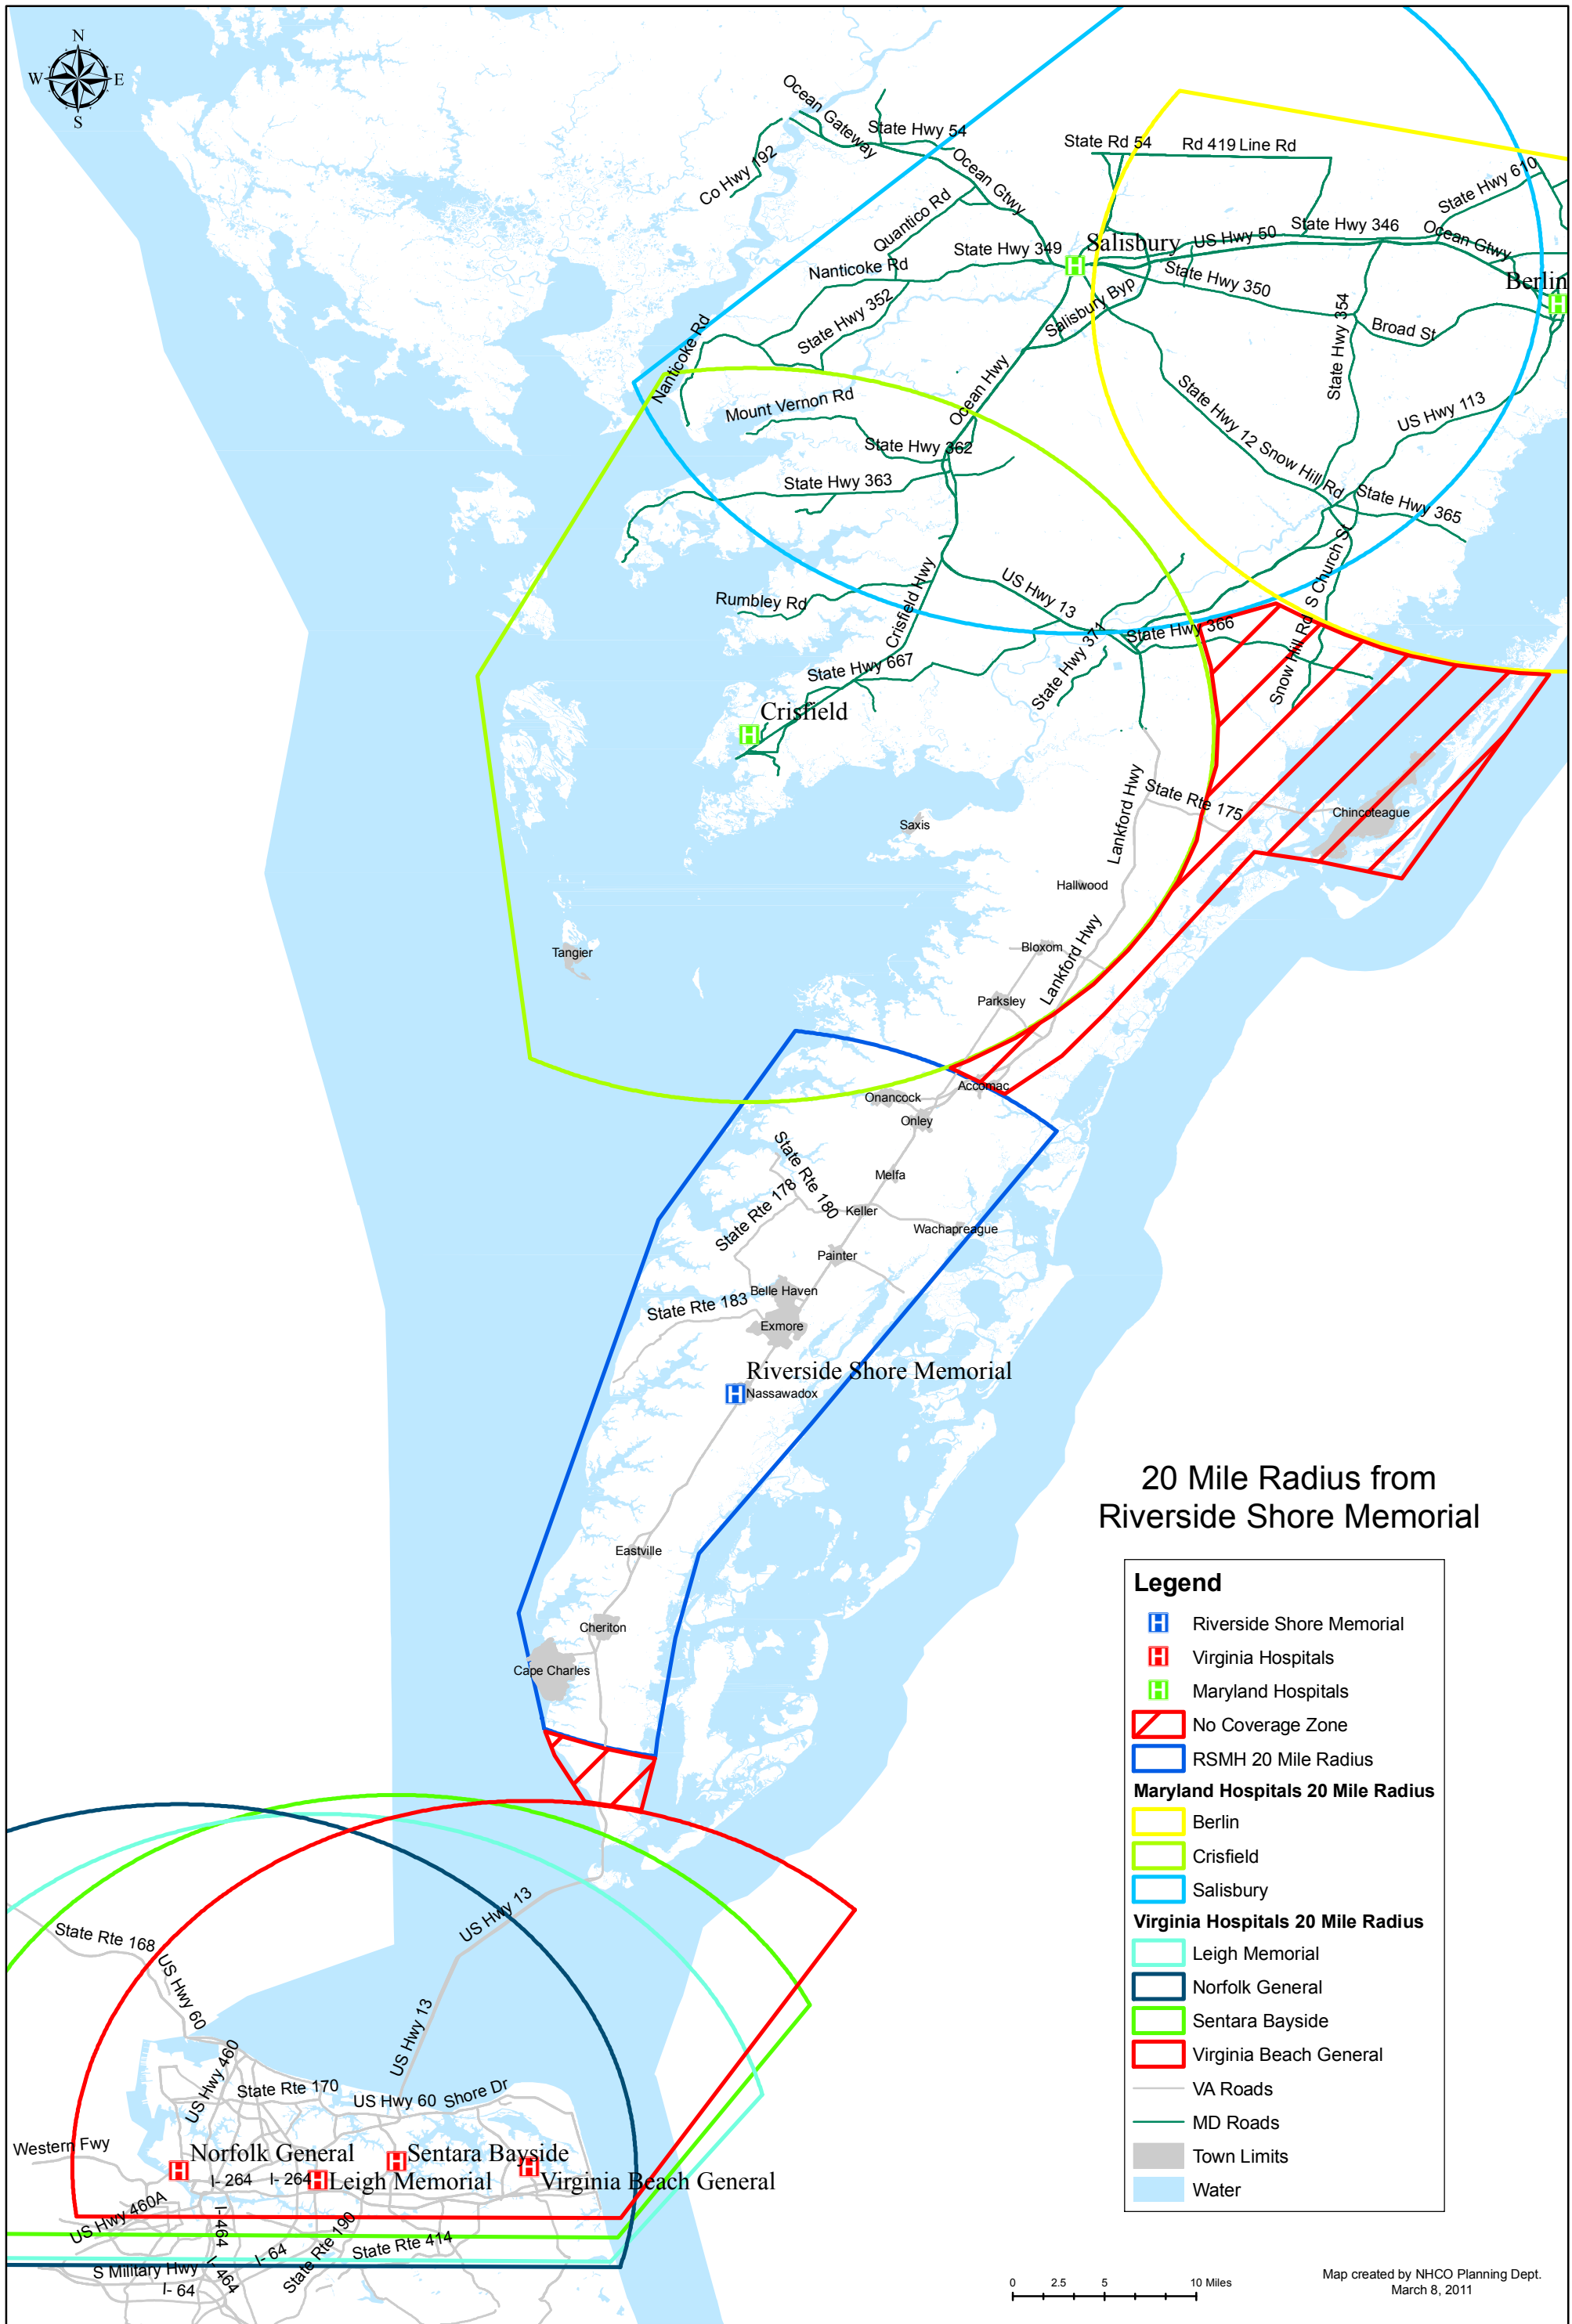 N
W E
S
Ocean Gateway
State Hwy 54
Co Hwy 192
Ocean Gtwy
State Rd 54
Rd 419 Line Rd
State Hwy 610
Quantico Rd
State Hwy 349
Salisbury
US Hwy 50
State Hwy 346
Ocean Gtwy
Nanticoke Rd
State Hwy 350
Berlin
State Hwy 352
Salisbury Byp
State Hwy 354
Broad St
Nanticoke Rd
Mount Vernon Rd
Ocean Hwy
State Hwy 12
US Hwy 113
State Hwy 362
Snow Hill Rd
State Hwy 363
State Hwy 365
S Church St
Crisfield Hwy
US Hwy 13
Rumbley Rd
State Hwy 366
State Hwy 371
Snow Hill Rd
State Hwy 667
Crisfield
Lankford Hwy
State Rte 175
Chincoteague
Saxis
Hallwood
Bloxom
Lankford Hwy
Tangier
Parksley
Accomac
Onancock
Onley
State Rte 180
Melfa
State Rte 178
Keller
Wachapreague
Painter
Belle Haven
State Rte 183
Exmore
Riverside Shore Memorial
Nassawadox
Eastville
Cheriton
Cape Charles
20 Mile Radius from
Riverside Shore Memorial
Legend
H Riverside Shore Memorial
H Virginia Hospitals
H Maryland Hospitals
No Coverage Zone
RSMH 20 Mile Radius
Maryland Hospitals 20 Mile Radius
Berlin
Crisfield
Salisbury
Virginia Hospitals 20 Mile Radius
Leigh Memorial
Norfolk General
Sentara Bayside
Virginia Beach General
VA Roads
MD Roads
Town Limits
Water
US Hwy 13
State Rte 168
US Hwy 60
US Hwy 13
US Hwy 460
State Rte 170
US Hwy 60
Shore Dr
Western Fwy
Norfolk General
Sentara Bayside
I- 264
I- 264
Leigh Memorial
Virginia Beach General
US Hwy 460A
I- 464
I- 64
State Rte 190
State Rte 414
S Military Hwy
I- 464
I- 64
0 2.5 5 10 Miles
Map created by NHCO Planning Dept.
March 8, 2011